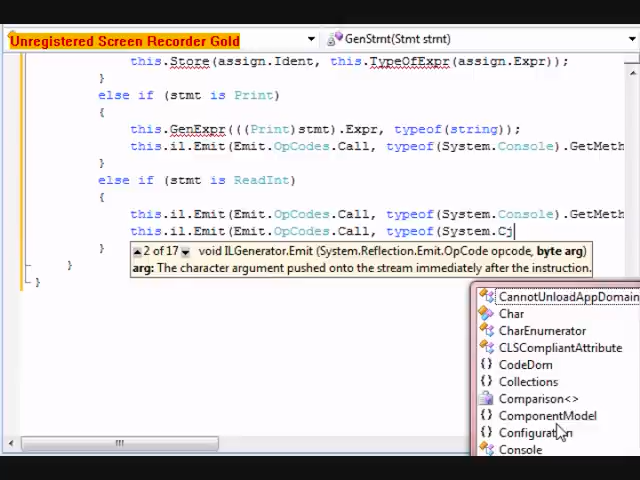 Unregistered Screen Recorder Gold
GenStmt(Stmt stmt)
this.Store(assign.Ident, this.TypeOfExpr(assign.Expr));
}
else if (stmt is Print)
{
this.GenExpr(((Print)stmt).Expr, typeof(string));
this.il.Emit(Emit.OpCodes.Call, typeof(System.Console).GetMeth
}
else if (stmt is ReadInt)
{
this.il.Emit(Emit.OpCodes.Call, typeof(System.Console).GetMeth
this.il.Emit(Emit.OpCodes.Call, typeof(System.Cj
}
2 of 17 void ILGenerator.Emit (System.Reflection.Emit.OpCode opcode, byte arg)
arg: The character argument pushed onto the stream immediately after the instruction.
}
}
CannotUnloadAppDomain
Char
CharEnumerator
CLSCompliantAttribute
{} CodeDom
{} Collections
Comparison<>
{} ComponentModel
{} Configuration
Console